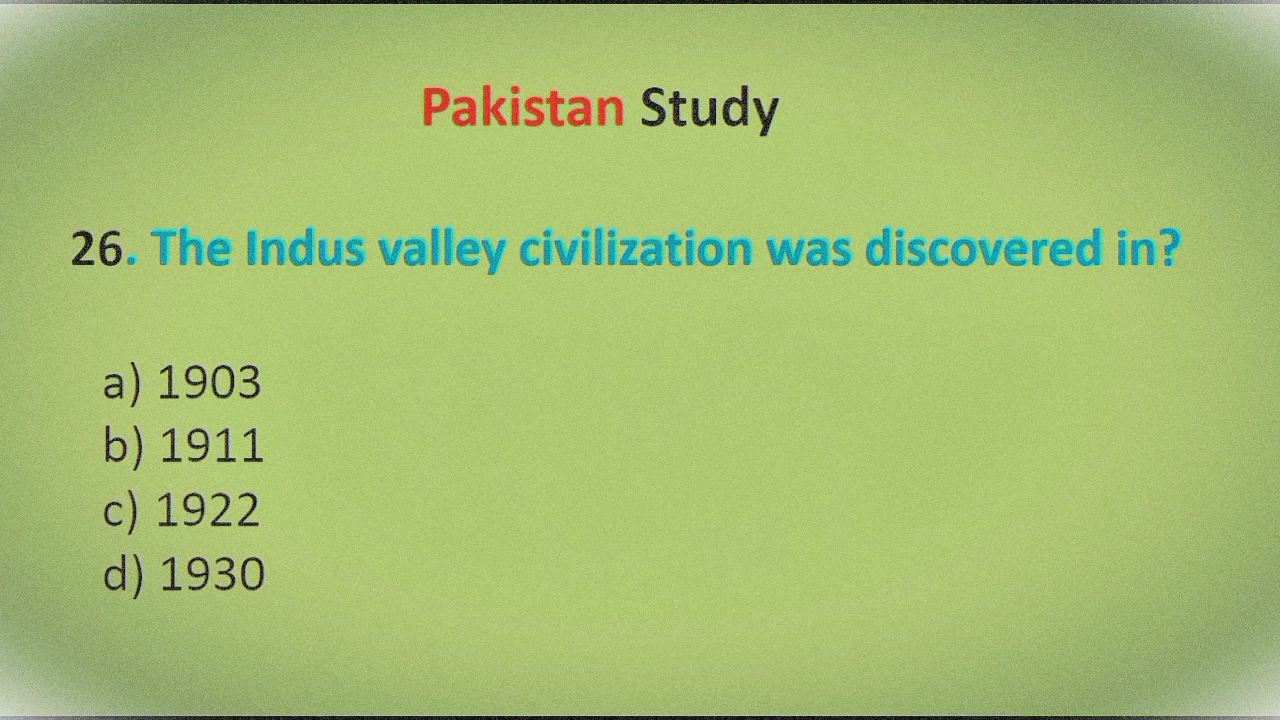 Pakistan Study
26. The Indus valley civilization was discovered in?
a) 1903
b) 1911
c) 1922
d) 1930